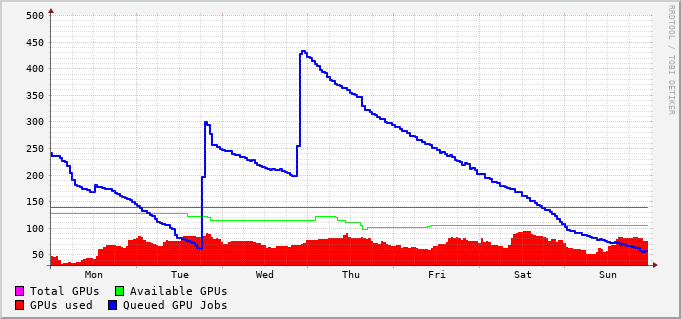 500
450
400
350
300
250
200
150
100
50
Mon Tue Wed Thu Fri Sat Sun
Total GPUs Available GPUs
GPUs used Queued GPU Jobs
RRDTOOL / TOBI OETIKER